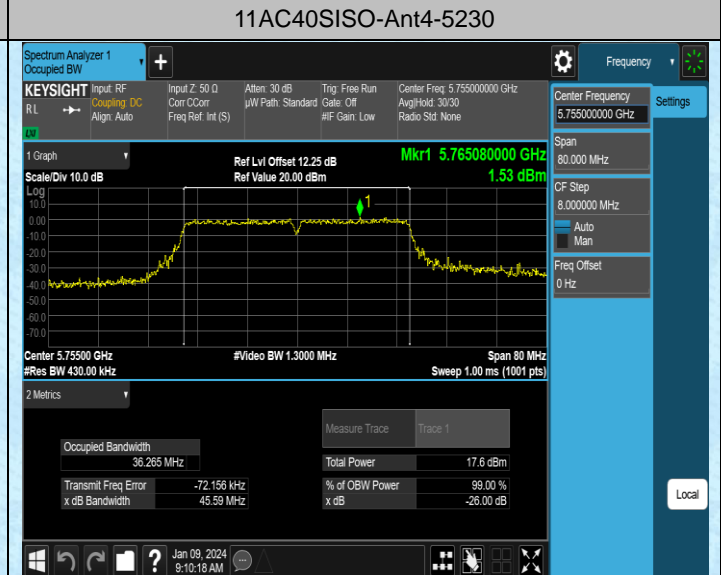 11AC40SISO-Ant4-5230
Spectrum Analyzer 1
Occupied BW
Frequency
KEYSIGHT Input: RF Input Z: 50 Ω Atten: 30 dB Trig: Free Run Center Freq: 5.755000000 GHz
RL Coupling: DC Corr CCorr µW Path: Standard Gate: Off Avg|Hold: 30/30
Align: Auto Freq Ref: Int (S) #IF Gain: Low Radio Std: None
Center Frequency
5.755000000 GHz
Settings
Span
80.000 MHz
CF Step
8.000000 MHz
Auto
Man
Freq Offset
0 Hz
1 Graph
Ref Lvl Offset 12.25 dB
Mkr1 5.765080000 GHz
Scale/Div 10.0 dB
Ref Value 20.00 dBm
1.53 dBm
Log
10.0
0.00
-10.0
-20.0
-30.0
-40.0
-50.0
-60.0
-70.0
1
Center 5.75500 GHz #Video BW 1.3000 MHz Span 80 MHz
#Res BW 430.00 kHz Sweep 1.00 ms (1001 pts)
2 Metrics
Measure Trace Trace 1
Occupied Bandwidth
36.265 MHz
Total Power 17.6 dBm
Transmit Freq Error -72.156 kHz % of OBW Power 99.00 %
x dB Bandwidth 45.59 MHz x dB -26.00 dB
Local
Jan 09, 2024
9:10:18 AM